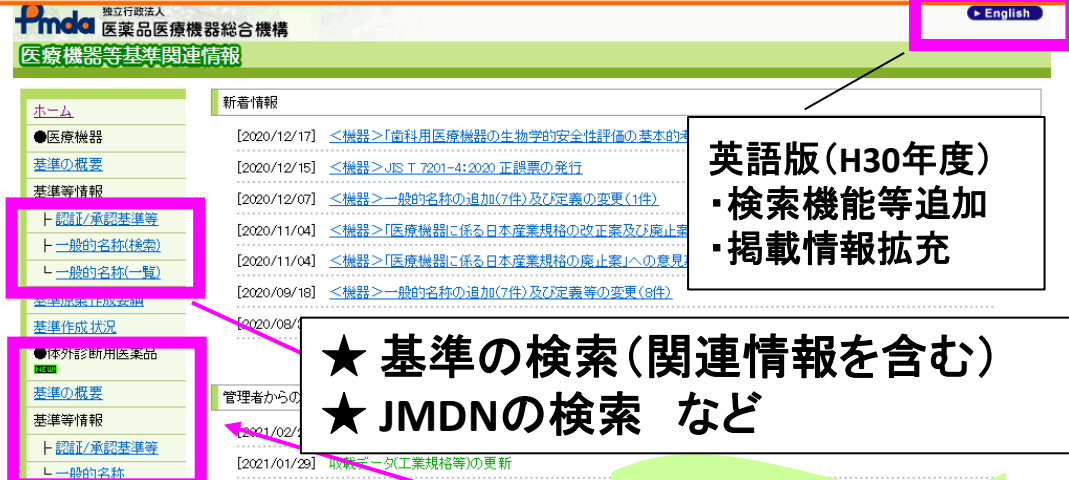 Pmda 独立行政法人
医薬品医療機器総合機構
▶ English
医療機器等基準関連情報
ホーム
●医療機器
基準の概要
基準等情報
├ 認証/承認基準等
├ 一般的名称(検索)
└ 一般的名称(一覧)
基準原案作成要綱
基準作成状況
●体外診断用医薬品
NEW!
基準の概要
基準等情報
├ 認証/承認基準等
└ 一般的名称
新着情報
[2020/12/17] <機器>「歯科用医療機器の生物学的安全性評価の基本的
[2020/12/15] <機器>JIS T 7201-4:2020 正誤票の発行
[2020/12/07] <機器>一般的名称の追加(7件)及び定義の変更(1件)
[2020/11/04] <機器>「医療機器に係る日本産業規格の改正案及び廃止案
[2020/11/04] <機器>「医療機器に係る日本産業規格の廃止案」への意見
[2020/09/18] <機器>一般的名称の追加(7件)及び定義等の変更(8件)
[2020/08/
管理者からの
[2021/02/
[2021/01/29] 収載データ(工業規格等)の更新
英語版(H30年度)
・検索機能等追加
・掲載情報拡充
★ 基準の検索(関連情報を含む)
★ JMDNの検索 など